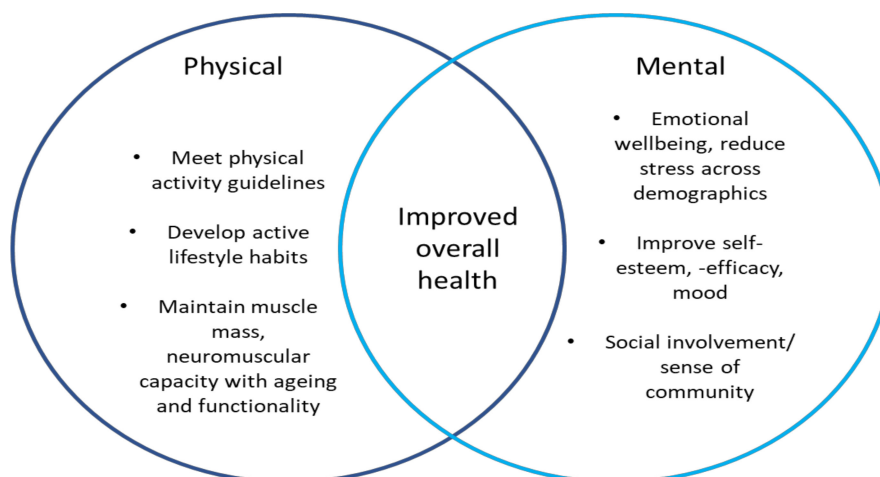 Physical
• Meet physical
activity guidelines
• Develop active
lifestyle habits
• Maintain muscle
mass,
neuromuscular
capacity with ageing
and functionality
Improved
overall
health
Mental
• Emotional
wellbeing, reduce
stress across
demographics
• Improve self-
esteem, -efficacy,
mood
• Social involvement/
sense of
community